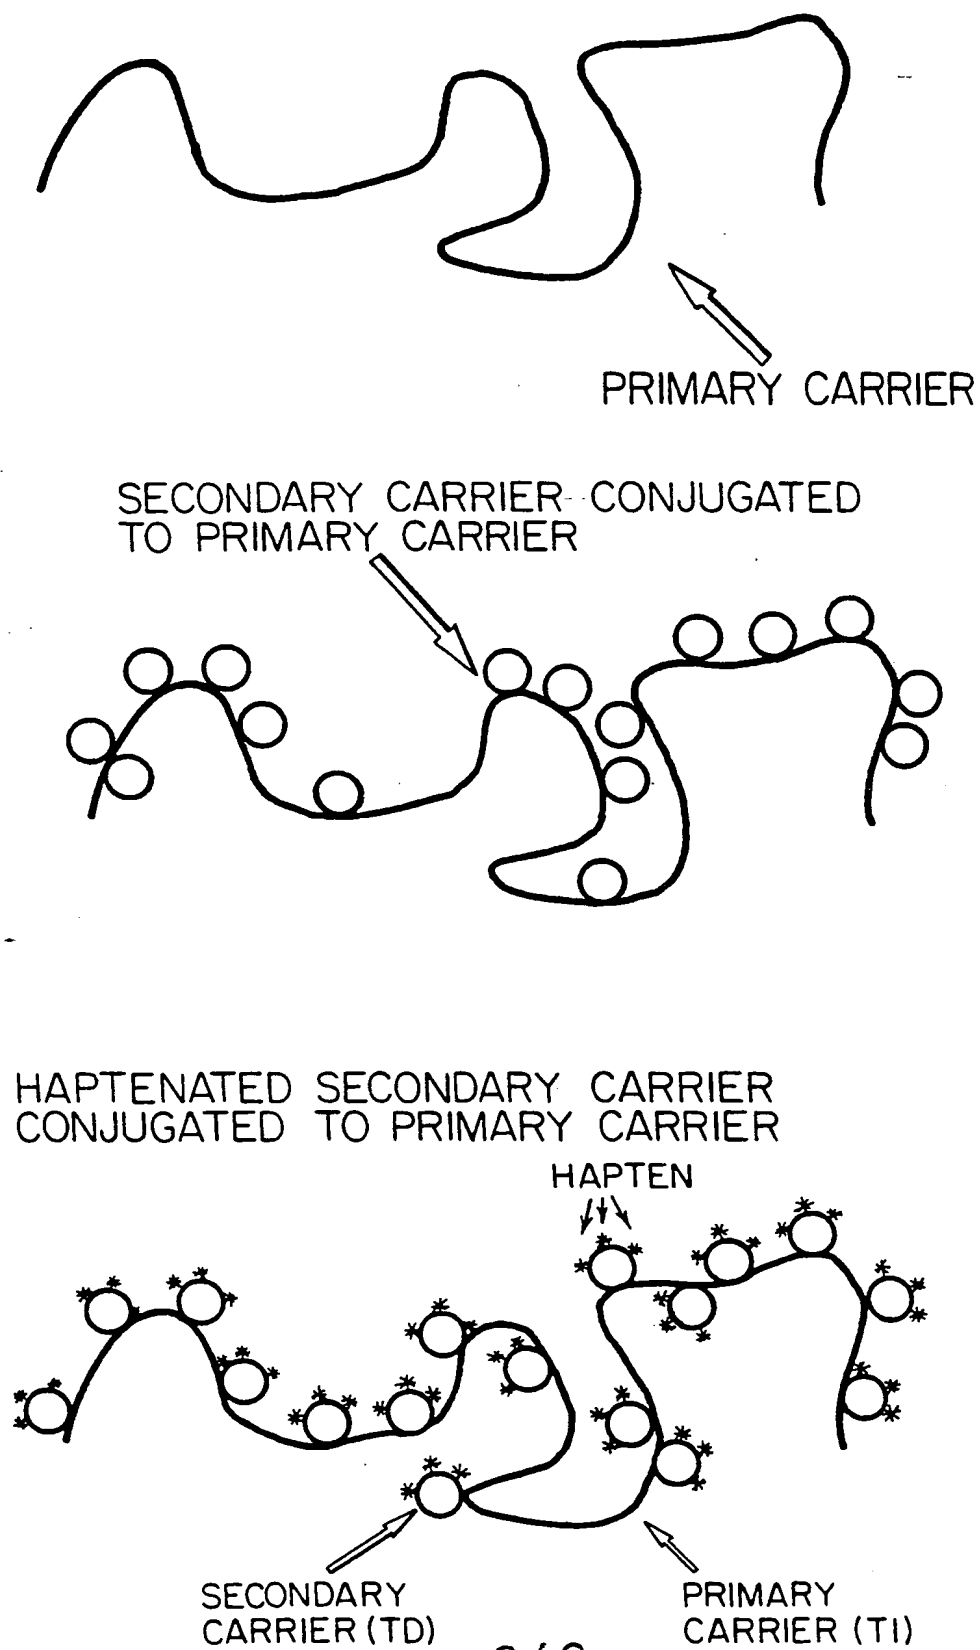 PRIMARY CARRIER
SECONDARY CARRIER CONJUGATED
TO PRIMARY CARRIER
HAPTENATED SECONDARY CARRIER
CONJUGATED TO PRIMARY CARRIER
HAPTEN
SECONDARY
CARRIER (TD)
PRIMARY
CARRIER (TI)